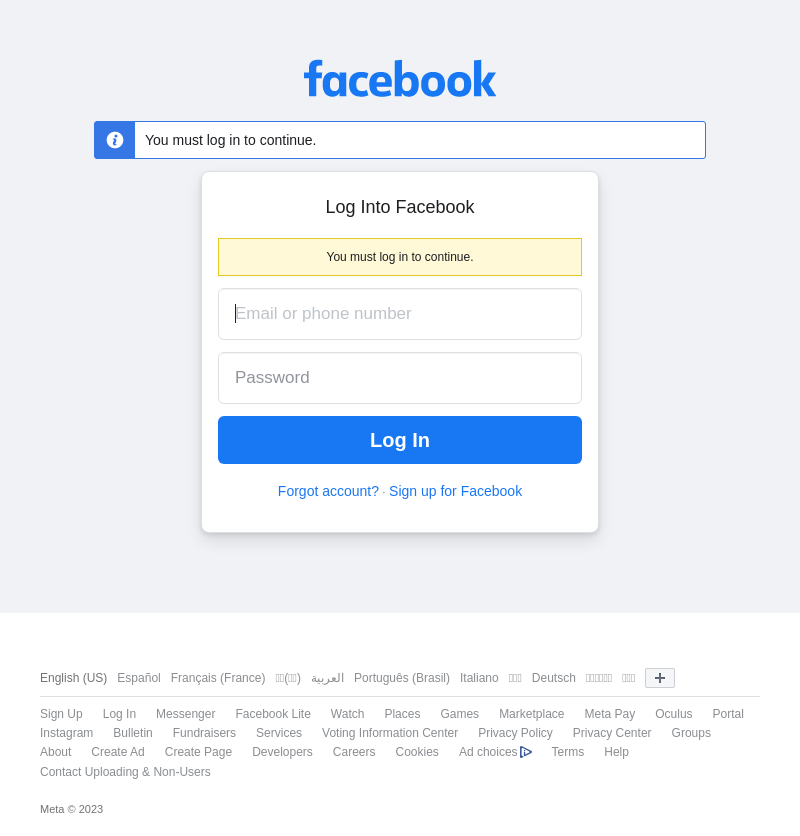 facebook
You must log in to continue.
Log Into Facebook
You must log in to continue.
Email or phone number
Password
Log In
Forgot account? · Sign up for Facebook
English (US) Español Français (France) العربية Português (Brasil) Italiano Deutsch
Sign Up Log In Messenger Facebook Lite Watch Places Games Marketplace Meta Pay Oculus Portal
Instagram Bulletin Fundraisers Services Voting Information Center Privacy Policy Privacy Center Groups
About Create Ad Create Page Developers Careers Cookies Ad choices Terms Help
Contact Uploading & Non-Users
Meta © 2023